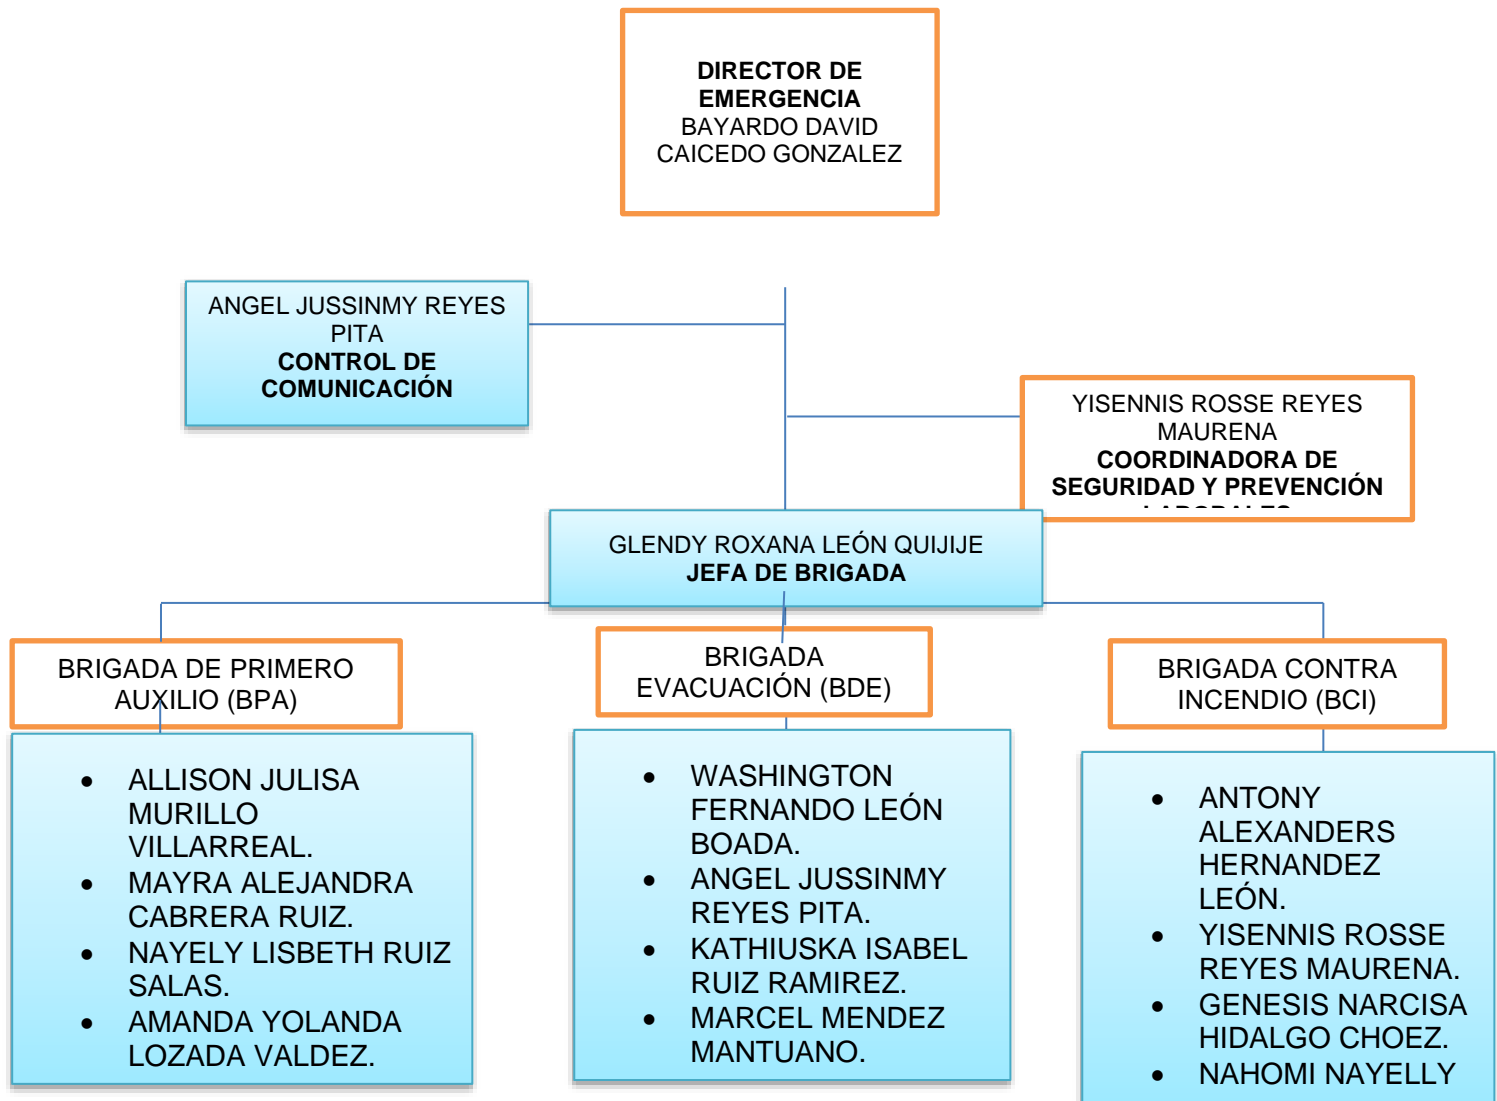 DIRECTOR DE
EMERGENCIA
BAYARDO DAVID
CAICEDO GONZALEZ
ANGEL JUSSINMY REYES
PITA
CONTROL DE
COMUNICACIÓN
YISENNIS ROSSE REYES
MAURENA
COORDINADORA DE
SEGURIDAD Y PREVENCIÓN
GLENDY ROXANA LEÓN QUIJIJE
JEFA DE BRIGADA
BRIGADA DE PRIMERO
AUXILIO (BPA)
• ALLISON JULISA
MURILLO
VILLARREAL.
• MAYRA ALEJANDRA
CABRERA RUIZ.
• NAYELY LISBETH RUIZ
SALAS.
• AMANDA YOLANDA
LOZADA VALDEZ.
BRIGADA
EVACUACIÓN (BDE)
• WASHINGTON
FERNANDO LEÓN
BOADA.
• ANGEL JUSSINMY
REYES PITA.
• KATHIUSKA ISABEL
RUIZ RAMIREZ.
• MARCEL MENDEZ
MANTUANO.
BRIGADA CONTRA
INCENDIO (BCI)
• ANTONY
ALEXANDERS
HERNANDEZ
LEÓN.
• YISENNIS ROSSE
REYES MAURENA.
• GENESIS NARCISA
HIDALGO CHOEZ.
• NAHOMI NAYELLY